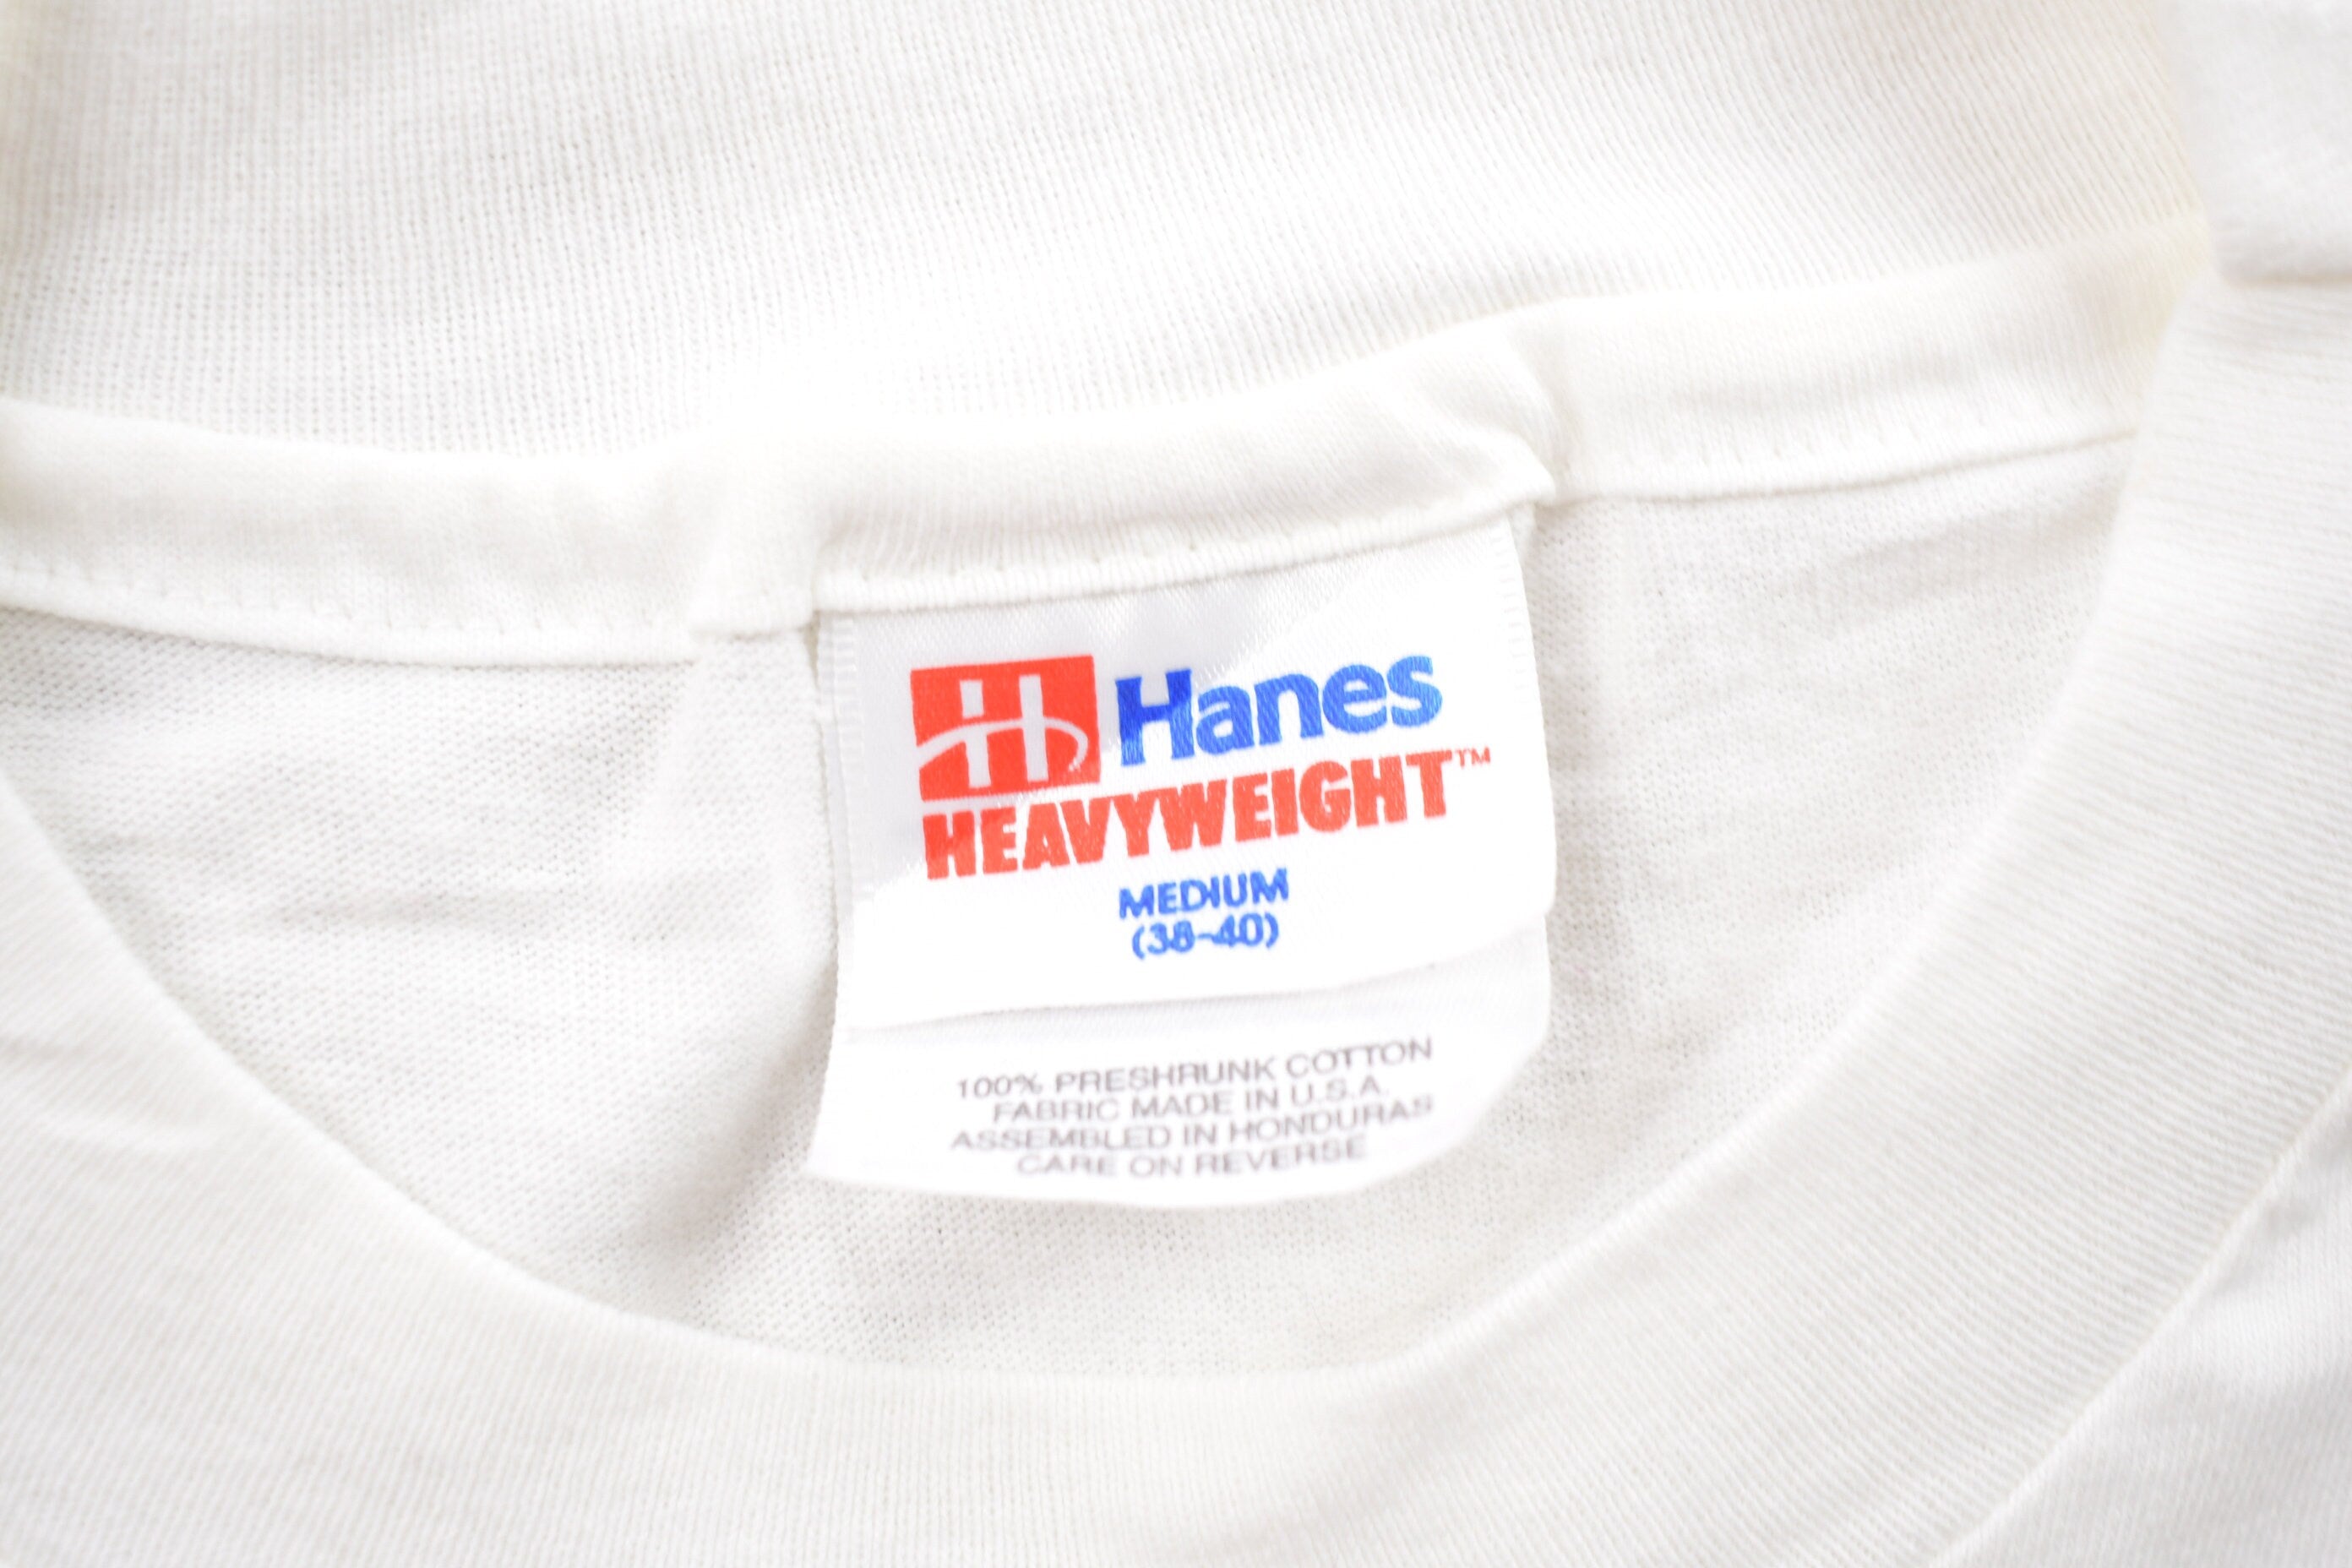 H Hanes
HEAVYWEIGHT™
MEDIUM
(38-40)
100% PRESHRUNK COTTON
FABRIC MADE IN U.S.A.
ASSEMBLED IN HONDURAS
CARE ON REVERSE